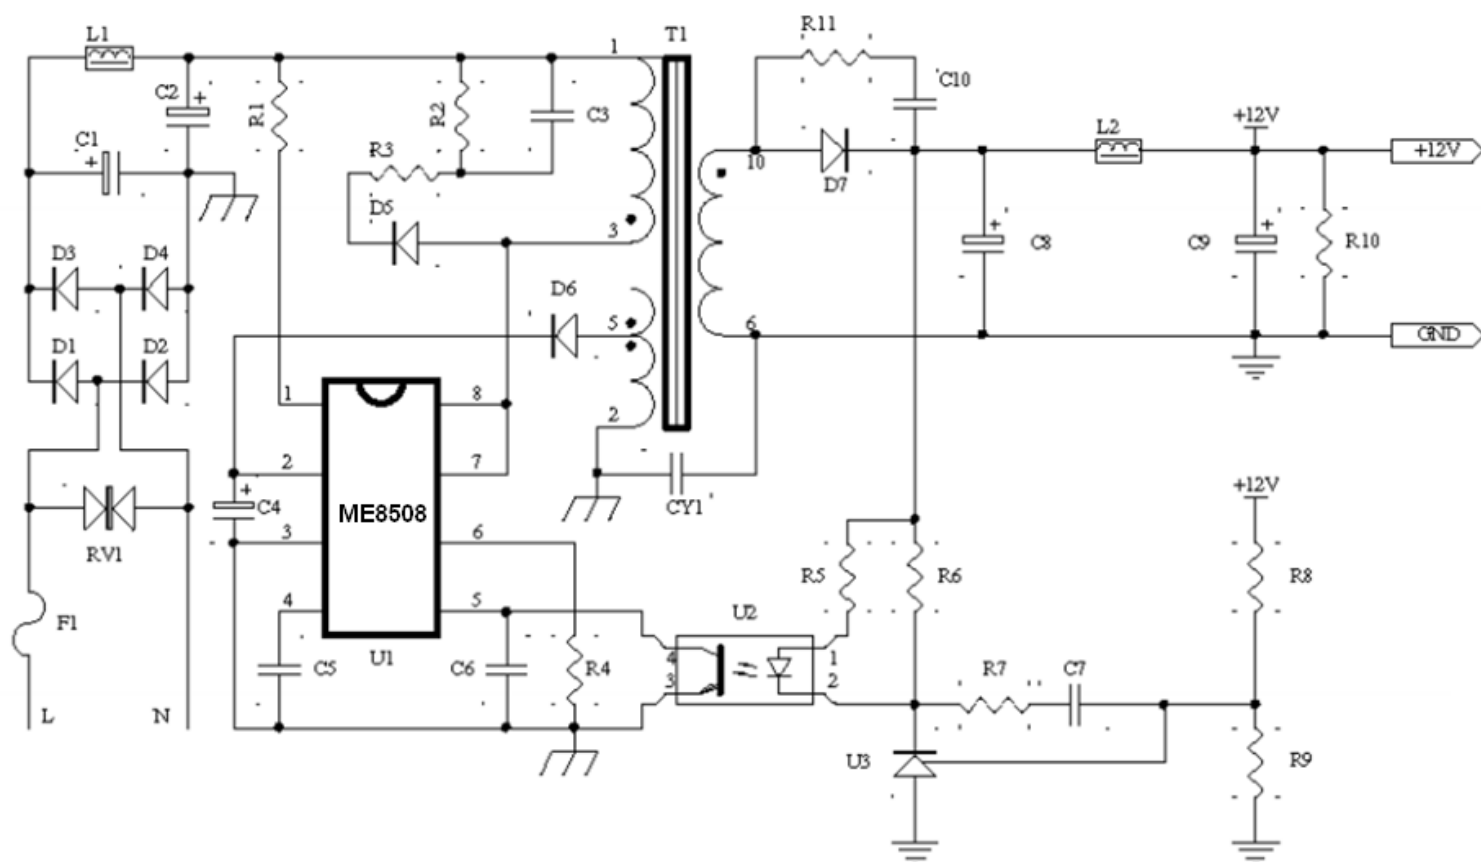 L1
T1
R11
1
C10
C2
+
R1
R2
C3
+12V
L2
C1
+
R3
10
+12V
D7
D5
3
+
C8
C9
+
R10
D3
D4
D6
5
6
GND
D1
D2
1
8
2
2
7
+
C4
ME8508
CY1
+12V
RV1
3
6
R5
R6
R8
F1
4
5
U2
U1
C5
C6
R4
4
3
1
2
R7
C7
L
N
U3
R9